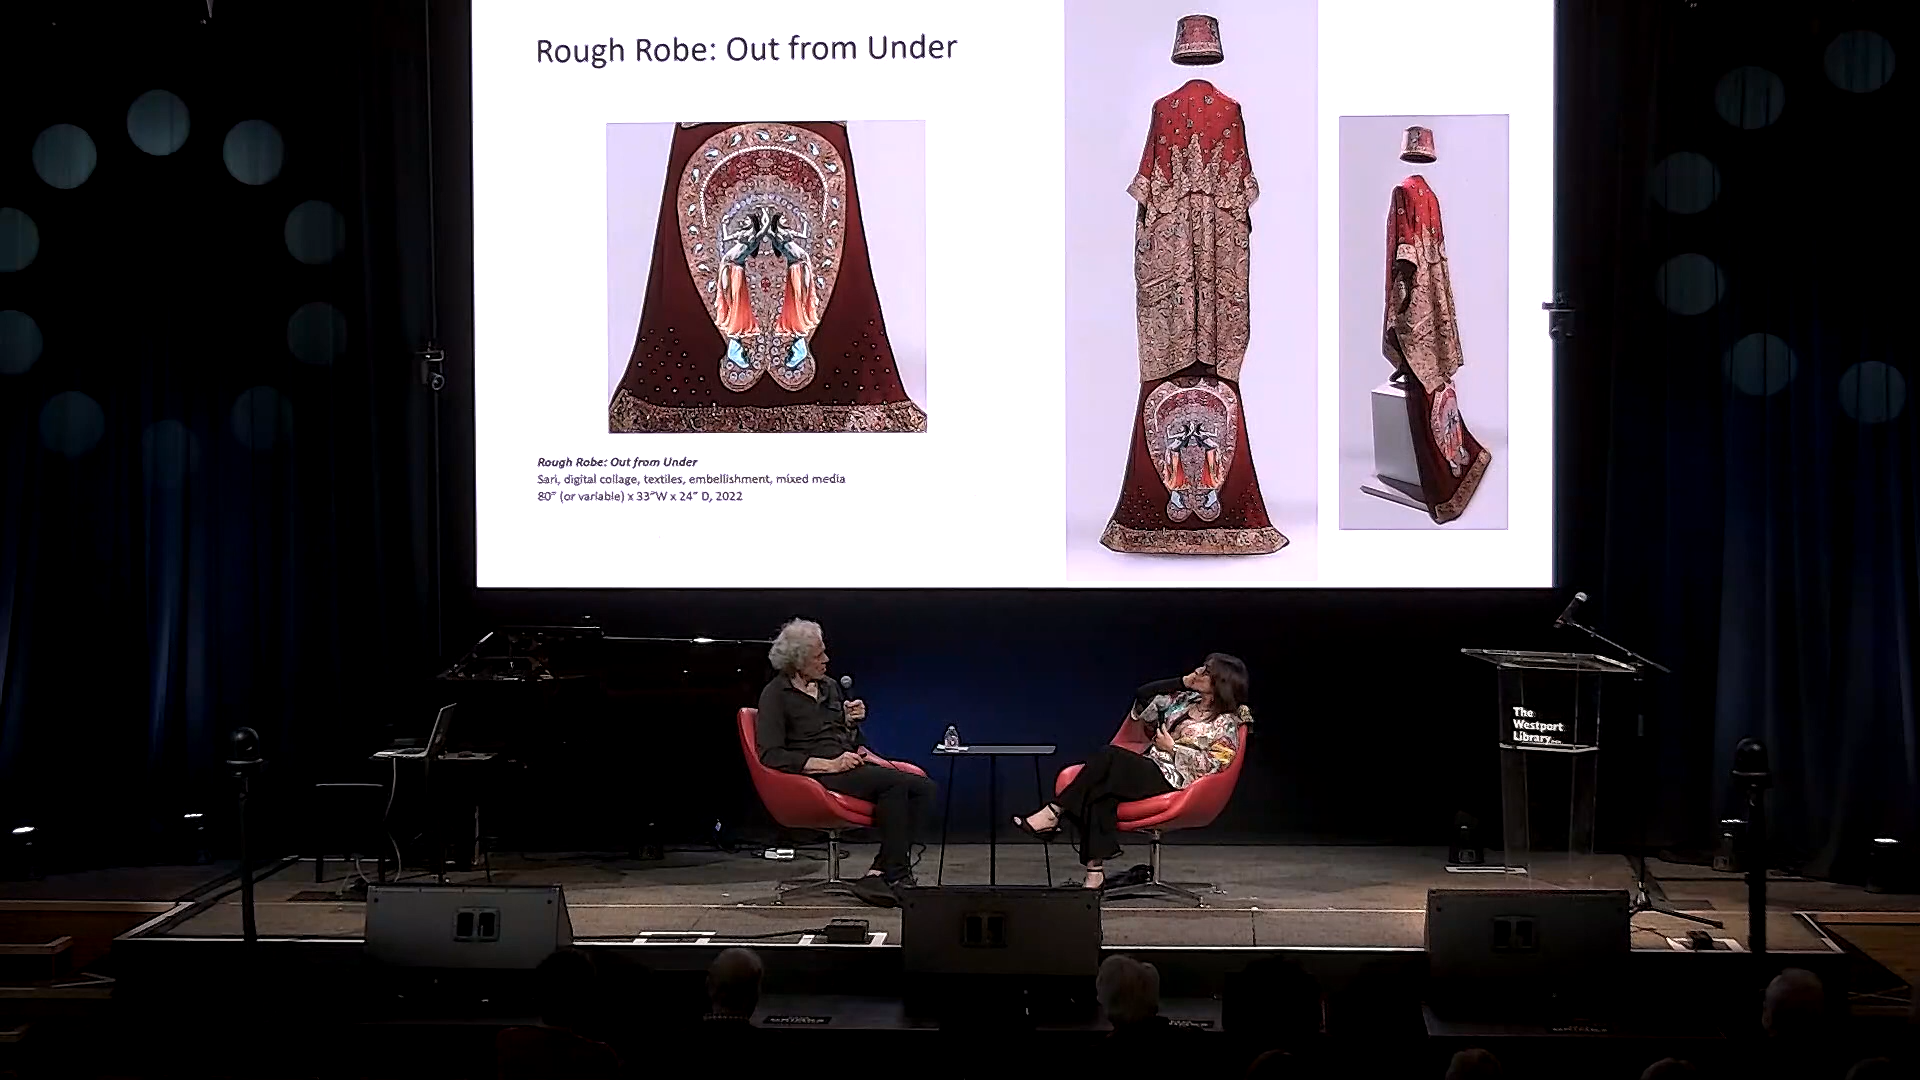 Rough Robe: Out from Under
Rough Robe: Out from Under
Sari, digital collage, textiles, embellishment, mixed media
80" (or variable) x 33"W x 24" D, 2022
The
Westport
Library